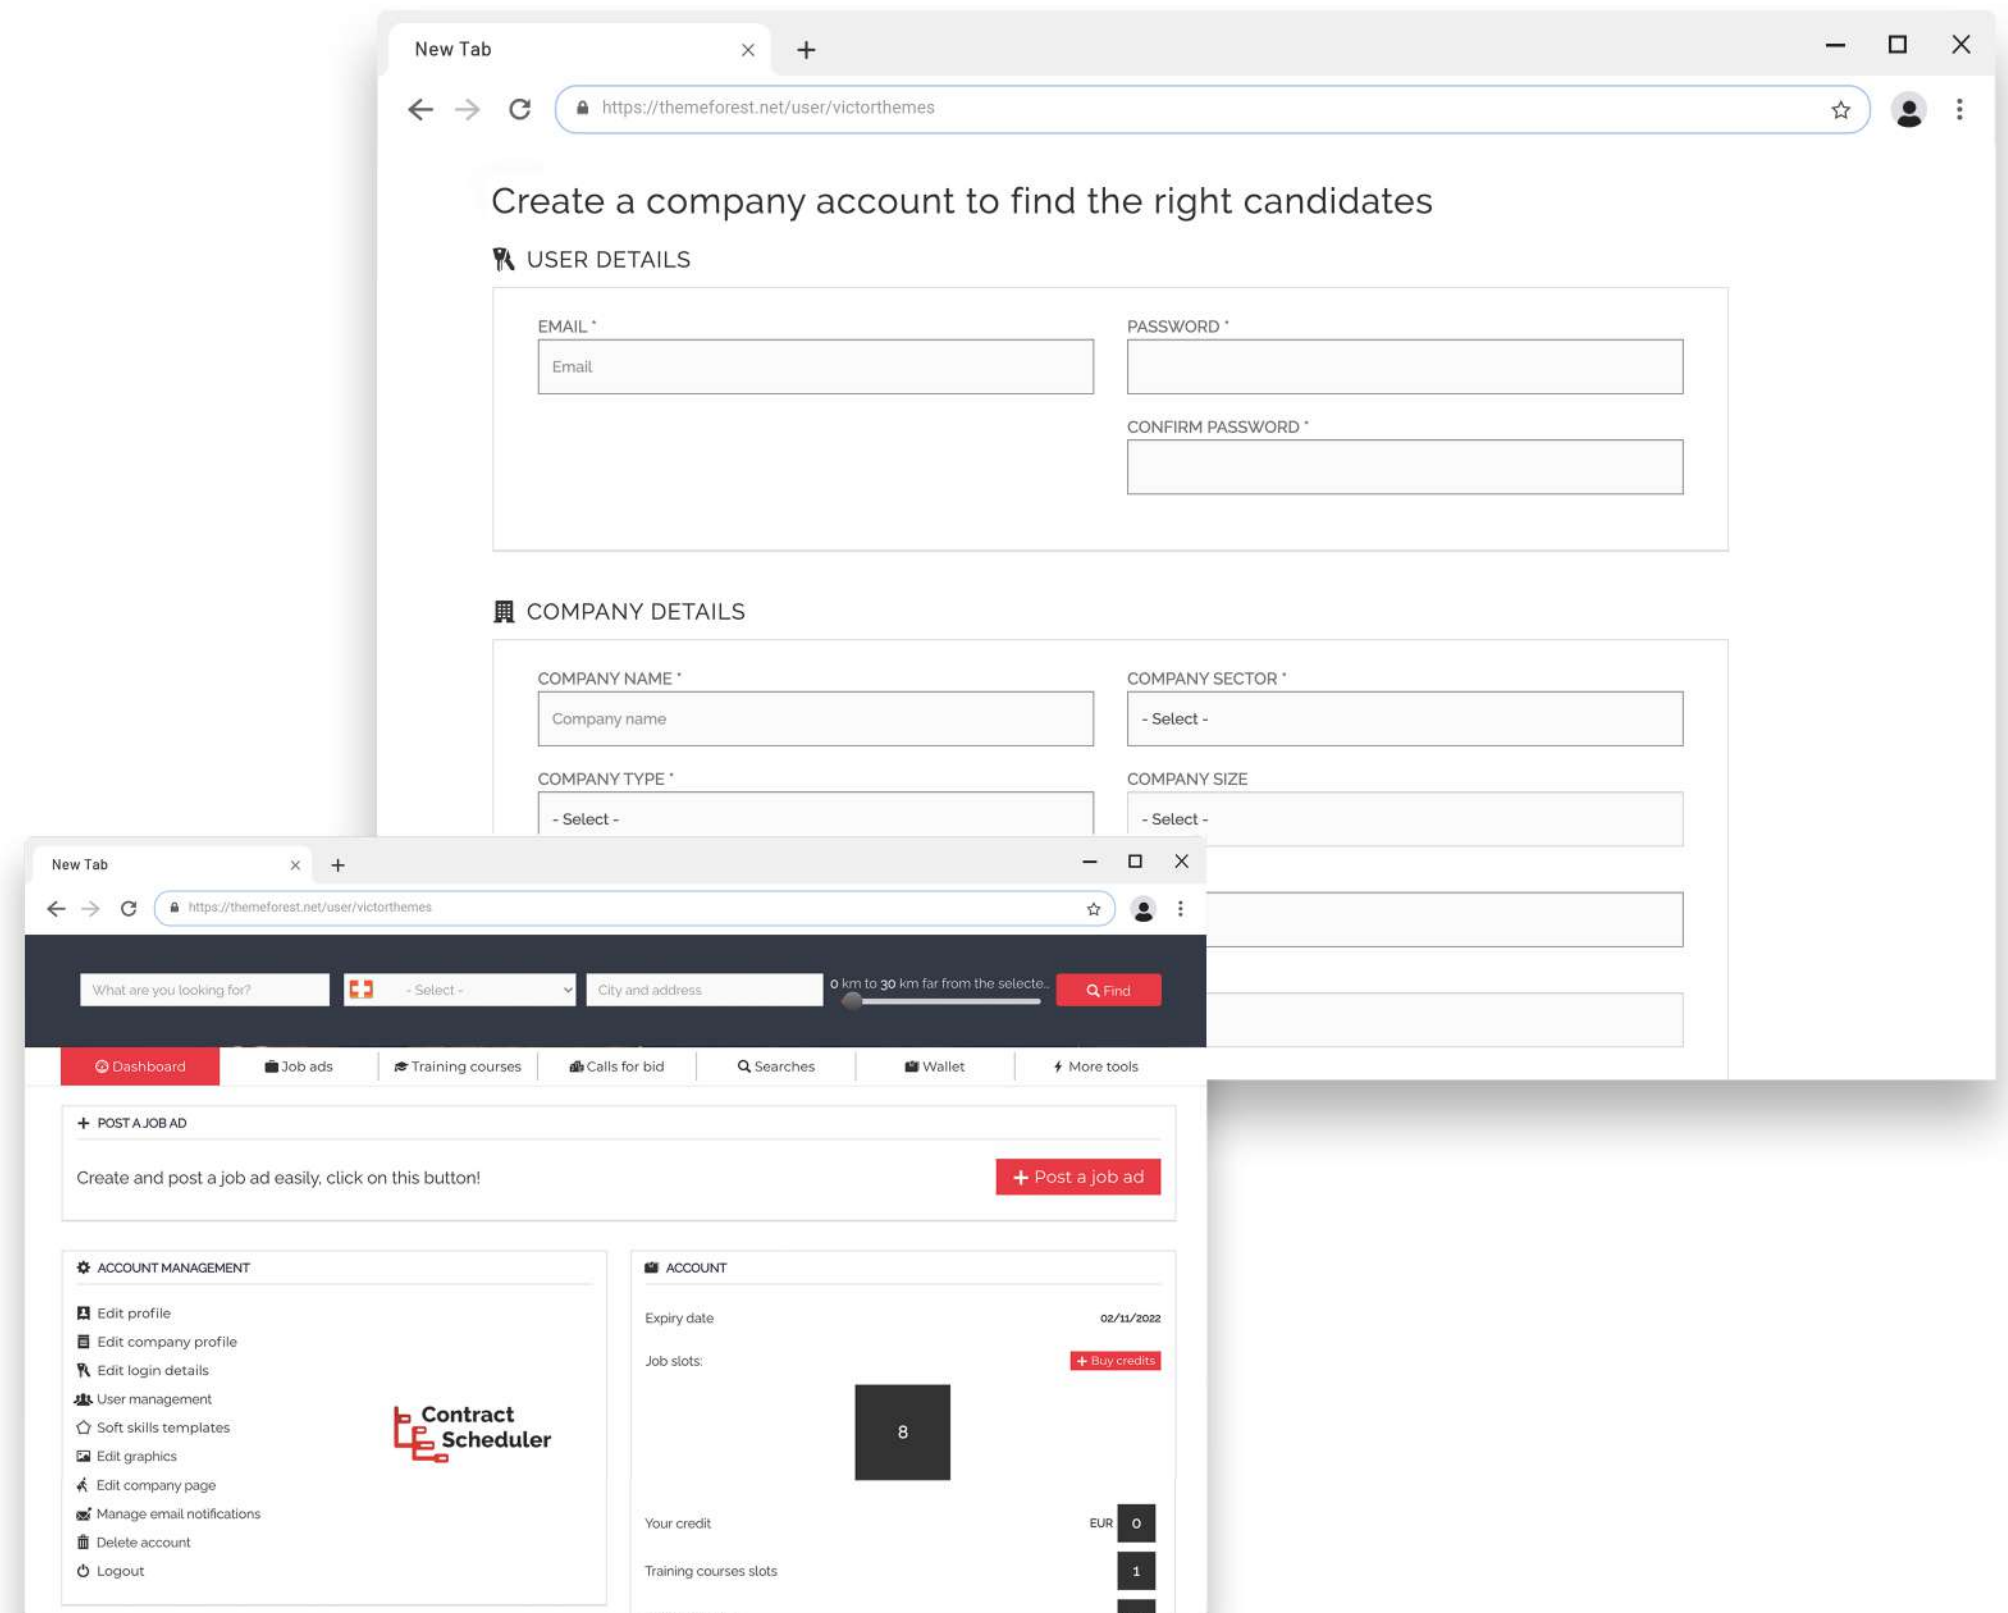 New Tab
https://themeforest.net/user/victorthemes
Create a company account to find the right candidates
USER DETAILS
EMAIL *
PASSWORD *
Email
CONFIRM PASSWORD *
COMPANY DETAILS
COMPANY NAME *
COMPANY SECTOR *
Company name
- Select -
COMPANY TYPE *
COMPANY SIZE
- Select -
- Select -
New Tab
https://themeforest.net/user/victorthemes
What are you looking for?
- Select -
City and address
0 km to 30 km far from the selecte...
Find
Dashboard
Job ads
Training courses
Calls for bid
Searches
Wallet
More tools
POST A JOB AD
Create and post a job ad easily, click on this button!
Post a job ad
ACCOUNT MANAGEMENT
Edit profile
Edit company profile
Edit login details
User management
Soft skills templates
Edit graphics
Edit company page
Manage email notifications
Delete account
Logout
Contract
Scheduler
ACCOUNT
Expiry date
02/11/2022
Job slots:
+ Buy credits
8
Your credit
EUR 0
Training courses slots
1